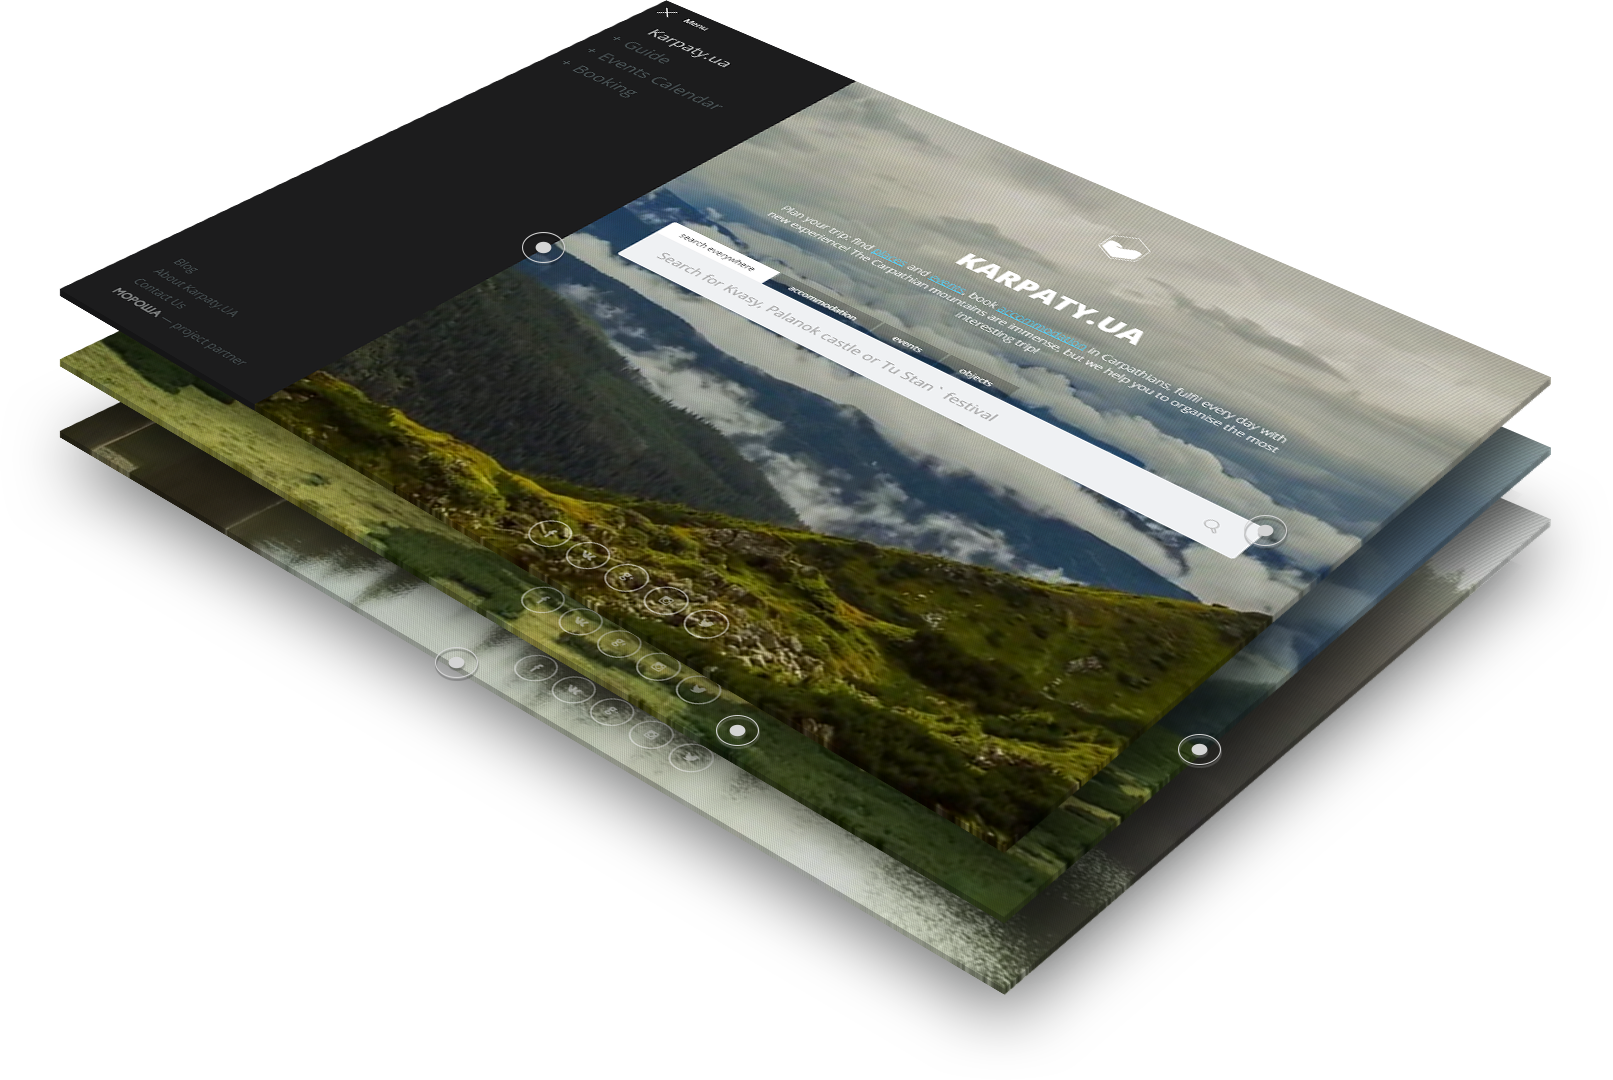 Menu
Karpaty.ua
+ Guide
+ Events Calendar
+ Booking
Blog
About Karpaty.UA
Contact Us
МОРОША — project partner
KARPATY.UA
Plan your trip: find and events, book accommodation in Carpathians, fulfil every day with
new experience! The Carpathian mountains are immense, but we help you to organise the most
interesting trip!
search everywhere
accommodation
events
objects
Search for Kvasy, Palanok castle or Tu Stan ` festival